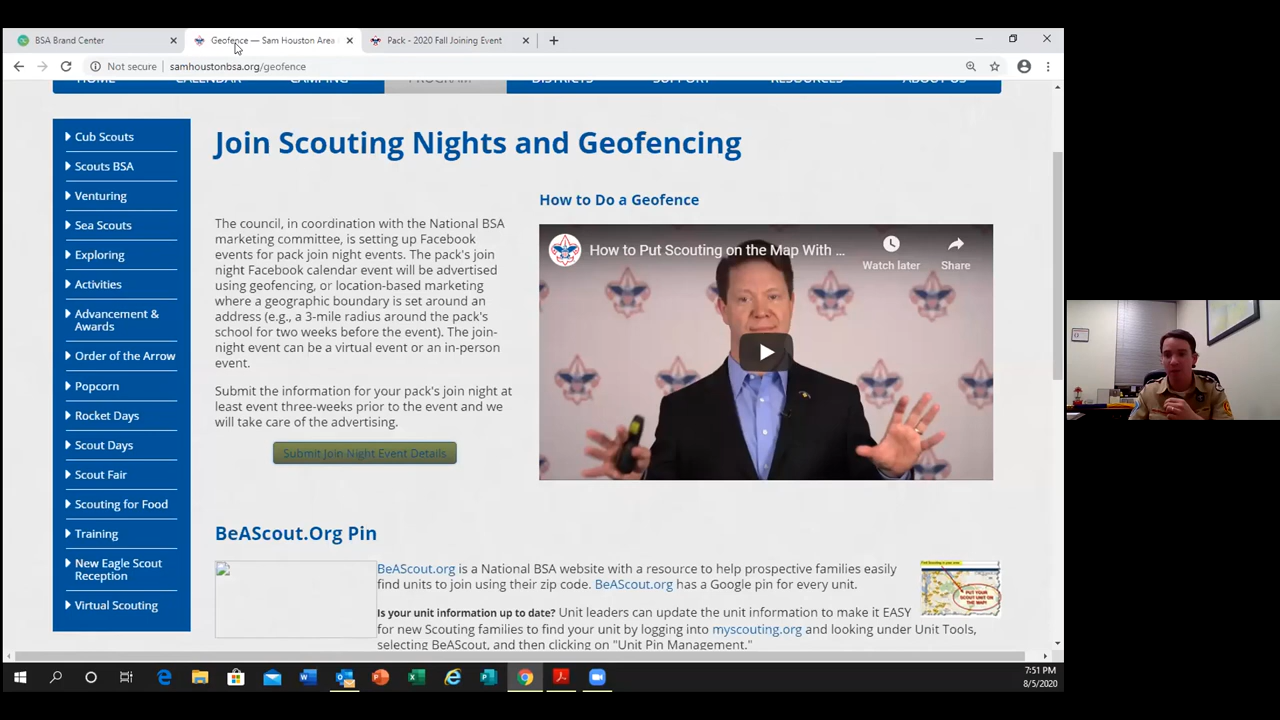 BSA Brand Center
Geofence — Sam Houston Area
Pack - 2020 Fall Joining Event
Not secure | samhoustonbsa.org/geofence
HOME CALENDAR CAMPING PROGRAM DISTRICTS SUPPORT RESOURCES ABOUT US
Cub Scouts
Scouts BSA
Venturing
Sea Scouts
Exploring
Activities
Advancement &
Awards
Order of the Arrow
Popcorn
Rocket Days
Scout Days
Scout Fair
Scouting for Food
Training
New Eagle Scout
Reception
Virtual Scouting
Join Scouting Nights and Geofencing
The council, in coordination with the National BSA
marketing committee, is setting up Facebook
events for pack join night events. The pack's join
night Facebook calendar event will be advertised
using geofencing, or location-based marketing
where a geographic boundary is set around an
address (e.g., a 3-mile radius around the pack's
school for two weeks before the event). The join-
night event can be a virtual event or an in-person
event.
Submit the information for your pack's join night at
least event three-weeks prior to the event and we
will take care of the advertising.
Submit Join Night Event Details
How to Do a Geofence
How to Put Scouting on the Map With ...
Watch later
Share
BeAScout.Org Pin
BeAScout.org is a National BSA website with a resource to help prospective families easily
find units to join using their zip code. BeAScout.org has a Google pin for every unit.
Is your unit information up to date? Unit leaders can update the unit information to make it EASY
for new Scouting families to find your unit by logging into myscouting.org and looking under Unit Tools,
selecting BeAScout, and then clicking on "Unit Pin Management."
PUT YOUR
SCOUT UNIT ON
THE MAP!
7:51 PM
8/5/2020